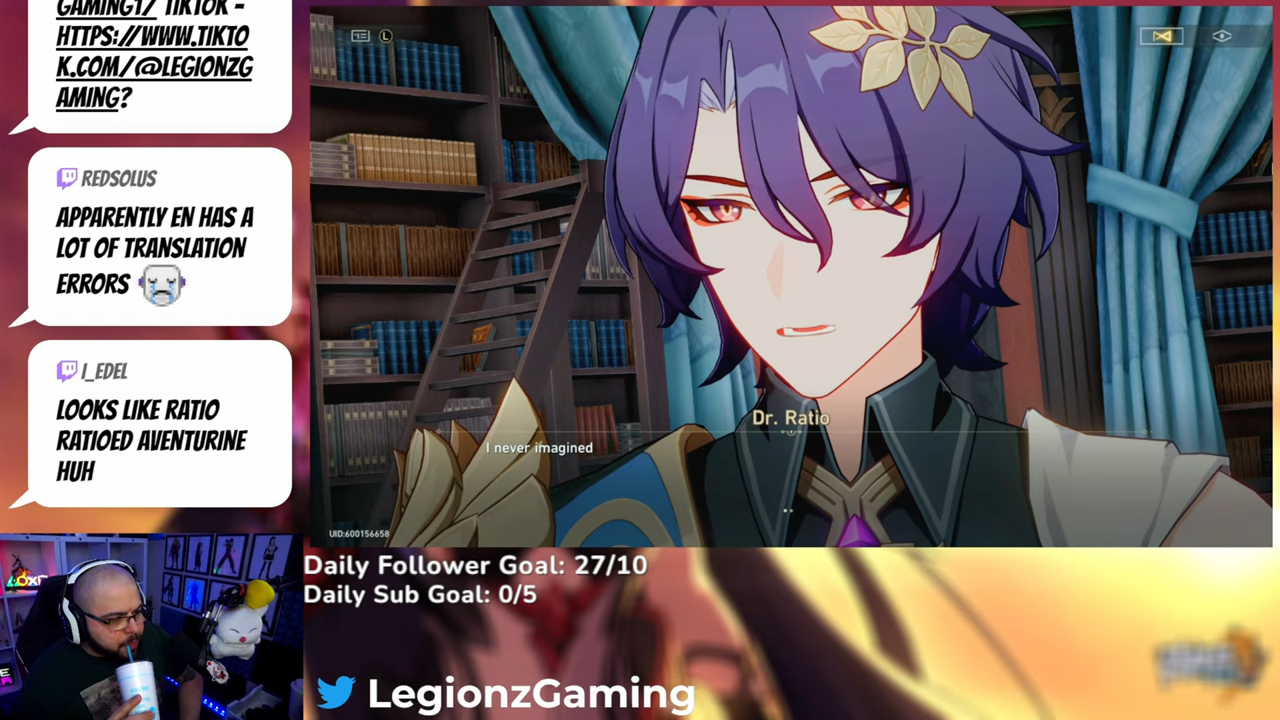 GAMING1/ TIKTOK -
HTTPS://WWW.TIKTO
K.COM/@LEGIONZG
AMING?
REDSOLUS
APPARENTLY EN HAS A
LOT OF TRANSLATION
ERRORS
I_EDEL
LOOKS LIKE RATIO
RATIOED AVENTURINE
HUH
L
Dr. Ratio
I never imagined
UID:600156658
Daily Follower Goal: 27/10
Daily Sub Goal: 0/5
LegionzGaming